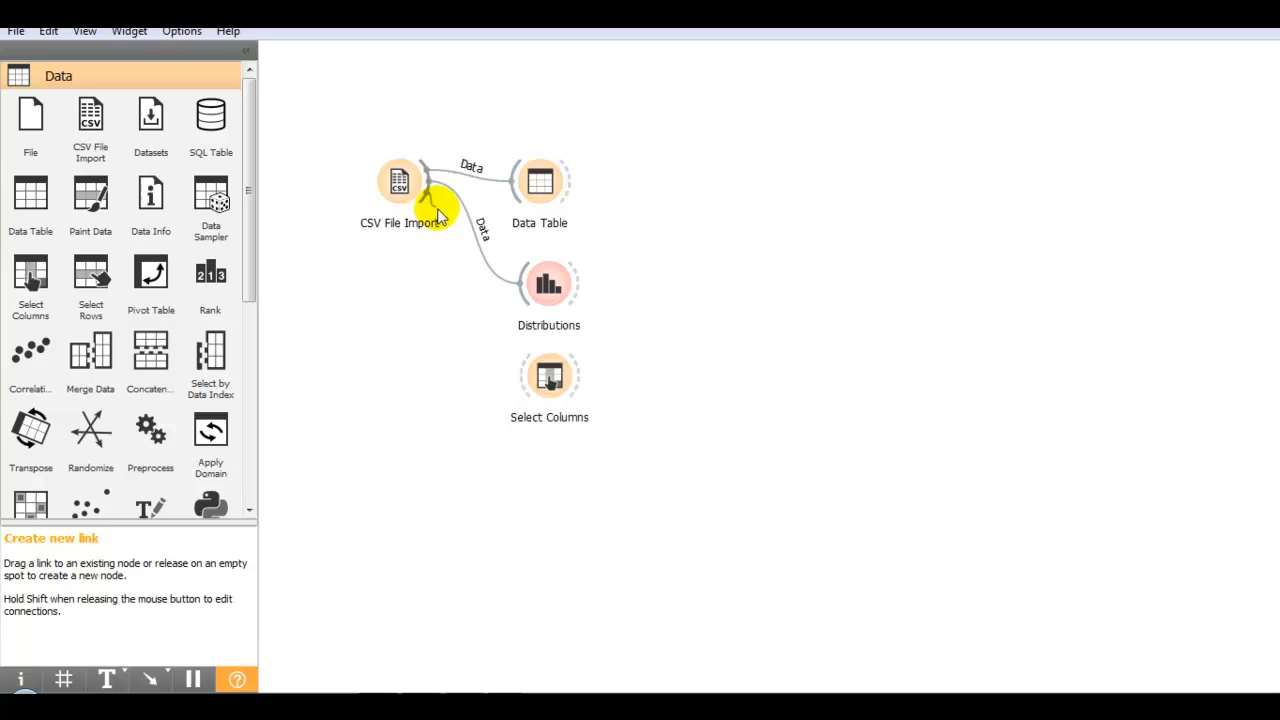 File Edit View Widget Options Help
Data
File
CSV File
Import
Datasets
SQL Table
Data Table
Paint Data
Data Info
Data
Sampler
Select
Columns
Select
Rows
Pivot Table
Rank
Correlati...
Merge Data
Concaten...
Select by
Data Index
Transpose
Randomize
Preprocess
Apply
Domain
Create new link
Drag a link to an existing node or release on an empty
spot to create a new node.
Hold Shift when releasing the mouse button to edit
connections.
CSV
CSV File Import
Data
Data Table
Data
Distributions
Select Columns